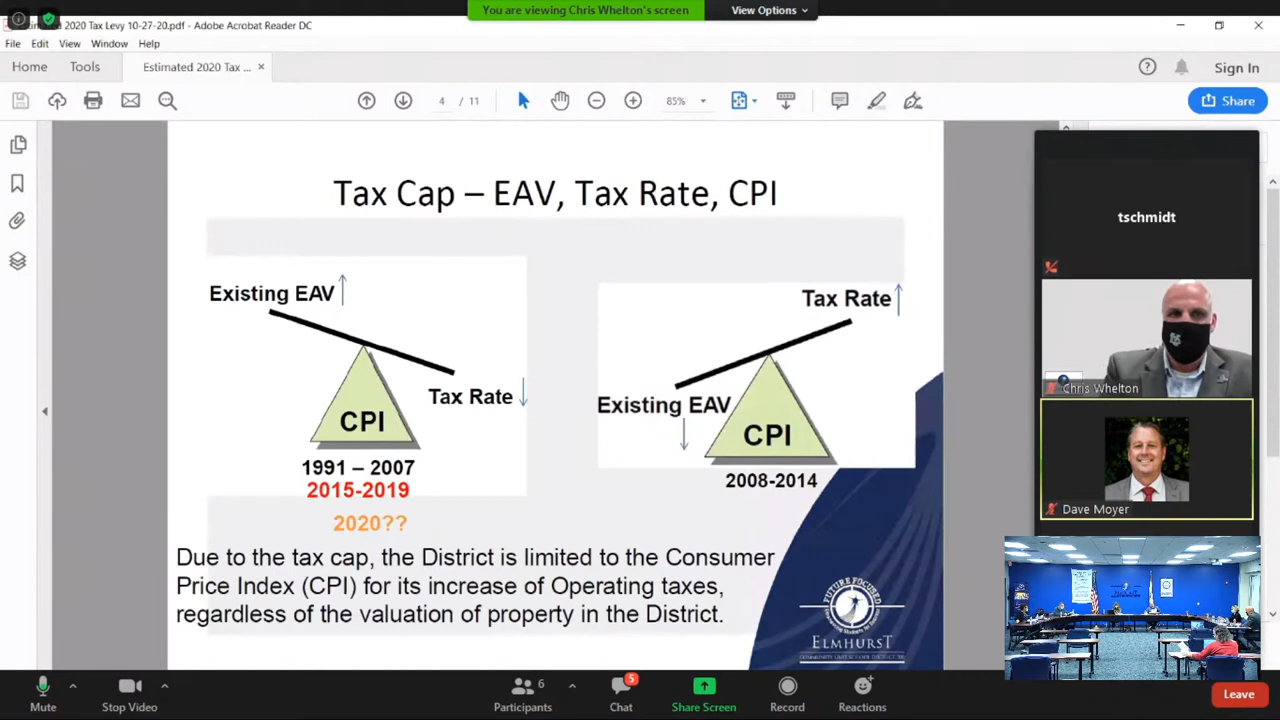 You are viewing Chris Whelton's screen
View Options
2020 Tax Levy 10-27-20.pdf - Adobe Acrobat Reader DC
File Edit View Window Help
Home Tools Estimated 2020 Tax ... ×
Sign In
4 / 11
85%
Share
Tax Cap – EAV, Tax Rate, CPI
Existing EAV
Tax Rate
CPI
1991 – 2007
2015-2019
2020??
Tax Rate
Existing EAV
CPI
2008-2014
Due to the tax cap, the District is limited to the Consumer
Price Index (CPI) for its increase of Operating taxes,
regardless of the valuation of property in the District.
FUTURE FOCUSED
ELMHURST
tschmidt
Chris Whelton
Dave Moyer
Mute
Stop Video
6
Participants
5
Chat
Share Screen
Record
Reactions
Leave